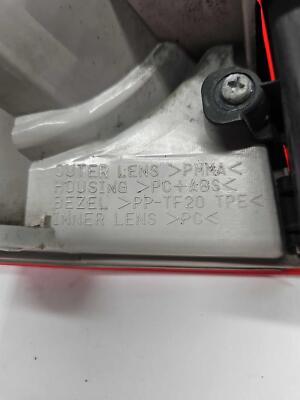 OUTER LENS >PMMA<
HOUSING >PC+ABS<
BEZEL >PP-TF20 TPE<
INNER LENS >PC<